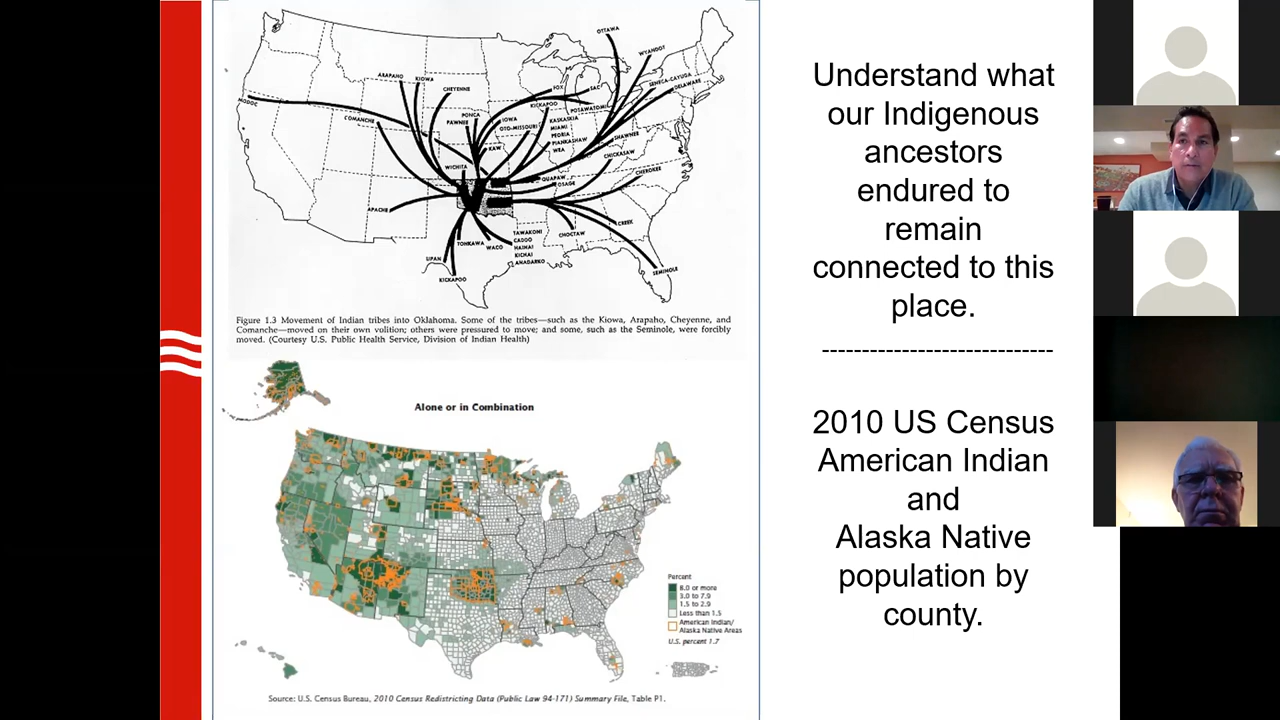 OTTAWA
WYANDOT
SENECA-CAYUGA
DELAWARE
ARAPAHO
KIOWA
CHEYENNE
FOX
SAC
MODOC
KICKAPOO
POTAWATOMI
COMANCHE
PONCA
PAWNEE
IOWA
OTO-MISSOURI
KASKASKIA
MIAMI
PEORIA
PIANKASHAW
WEA
SHAWNEE
KAW
CHICKASAW
WICHITA
QUAPAW
OSAGE
CHEROKEE
APACHE
CREEK
TONKAWA
WACO
TAWAKONI
CADDO
HAINAI
KICHAI
ANADARKO
CHOCTAW
LIPAN
KICKAPOO
SEMINOLE
Figure 1.3 Movement of Indian tribes into Oklahoma. Some of the tribes—such as the Kiowa, Arapaho, Cheyenne, and
Comanche—moved on their own volition; others were pressured to move; and some, such as the Seminole, were forcibly
moved. (Courtesy U.S. Public Health Service, Division of Indian Health)
Alone or in Combination
Percent
8.0 or more
3.0 to 7.9
1.5 to 2.9
Less than 1.5
American Indian/
Alaska Native Areas
U.S. percent 1.7
Source: U.S. Census Bureau, 2010 Census Redistricting Data (Public Law 94-171) Summary File, Table P1.
Understand what
our Indigenous
ancestors
endured to
remain
connected to this
place.
-----------------------------
2010 US Census
American Indian
and
Alaska Native
population by
county.